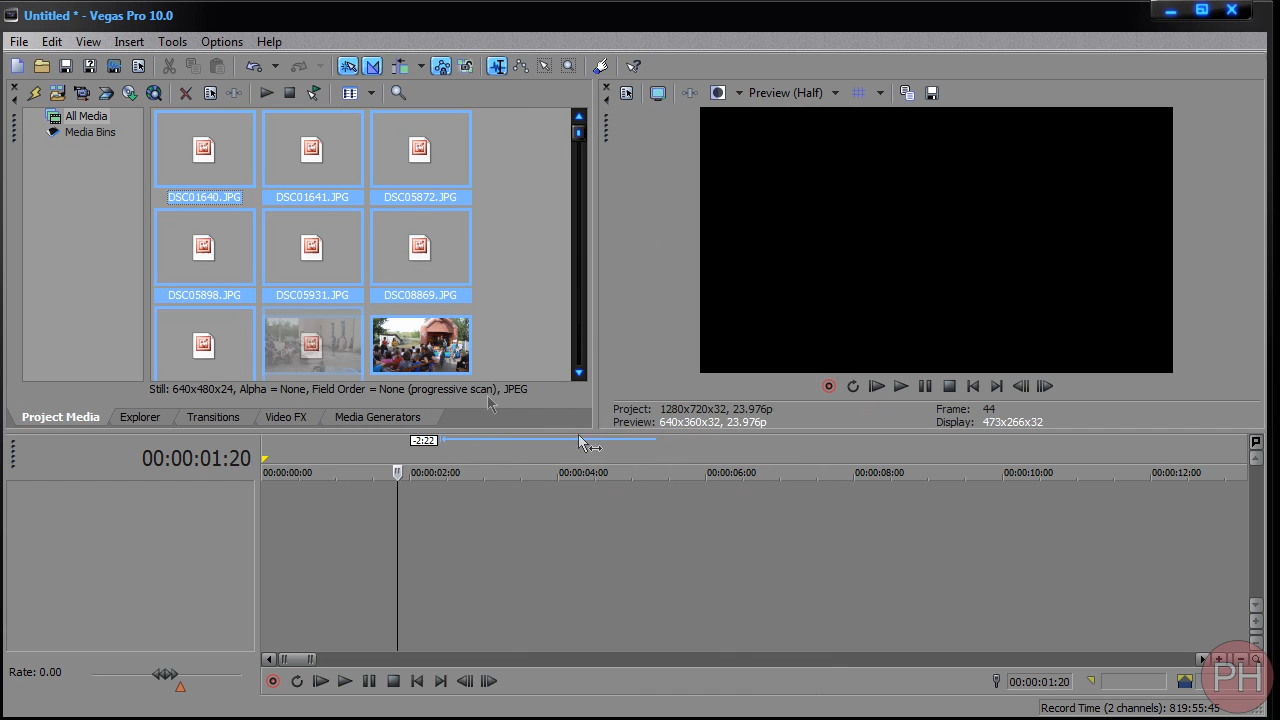 Untitled * - Vegas Pro 10.0
File Edit View Insert Tools Options Help
Preview (Half)
All Media
Media Bins
DSC01640.JPG DSC01641.JPG DSC05872.JPG
DSC05898.JPG DSC05931.JPG DSC08869.JPG
Still: 640x480x24, Alpha = None, Field Order = None (progressive scan), JPEG
Project Media Explorer Transitions Video FX Media Generators
Project: 1280x720x32, 23.976p
Preview: 640x360x32, 23.976p
Frame: 44
Display: 473x266x32
-2:22
00:00:01:20
00:00:00:00 00:00:02:00 00:00:04:00 00:00:06:00 00:00:08:00 00:00:10:00 00:00:12:00
Rate: 0.00
00:00:01:20
Record Time (2 channels): 819:55:45
PH